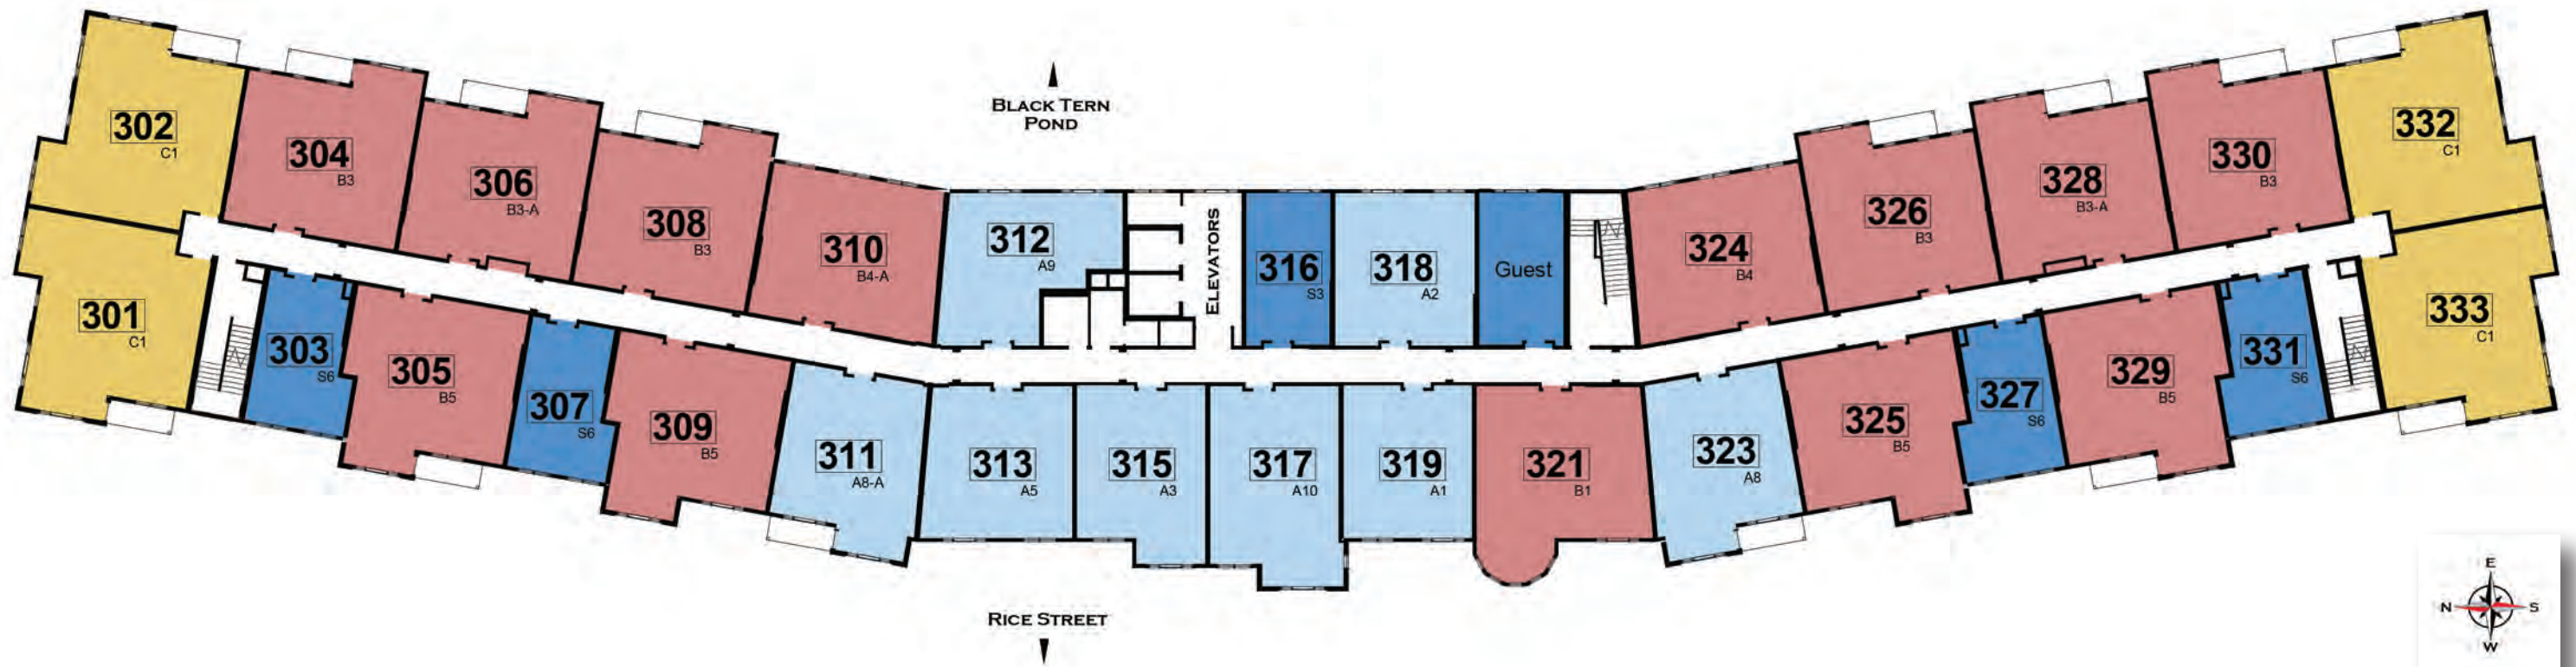 BLACK TERN
POND
302
C1
304
B3
306
B3-A
308
B3
310
B4-A
312
A9
ELEVATORS
316
S3
318
A2
Guest
324
B4
326
B3
328
B3-A
330
B3
332
C1
301
C1
303
S6
305
B5
307
S6
309
B5
311
A8-A
313
A5
315
A3
317
A10
319
A1
321
B1
323
A8
325
B5
327
S6
329
B5
331
S6
333
C1
RICE STREET
E
N
S
W